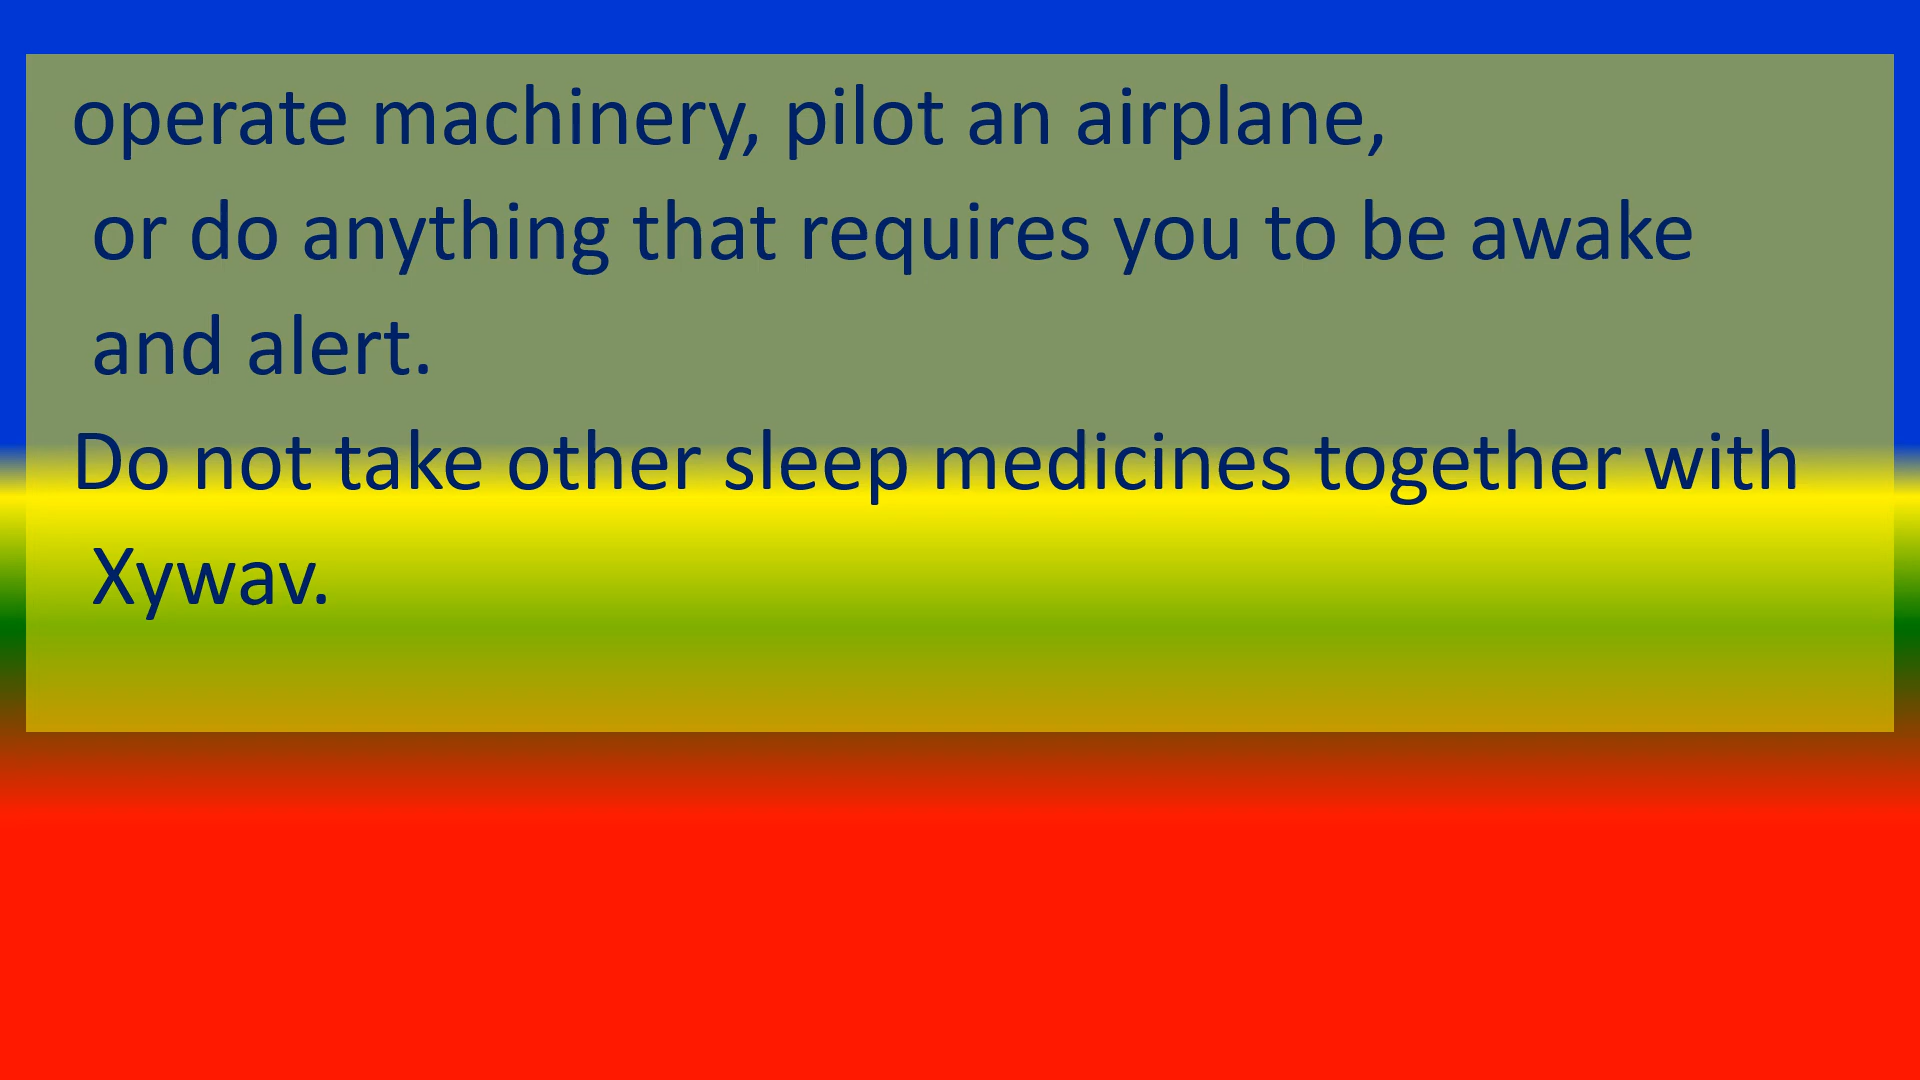 operate machinery, pilot an airplane,
or do anything that requires you to be awake
and alert.
Do not take other sleep medicines together with
Xywav.